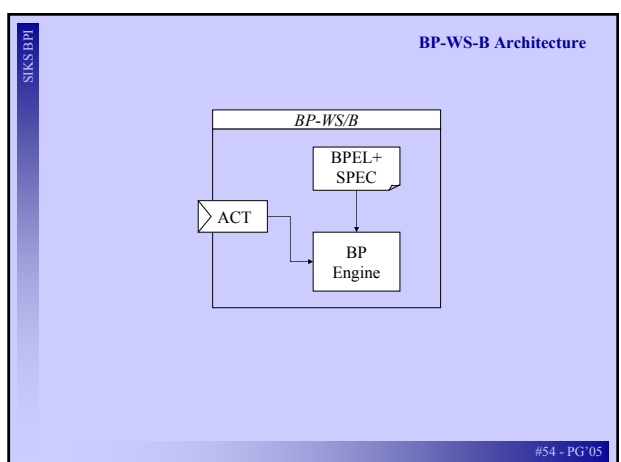 SIKS BPI
BP-WS-B Architecture
BP-WS/B
BPEL+
SPEC
ACT
BP
Engine
#54 - PG’05